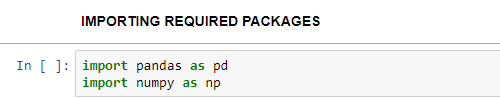 IMPORTING REQUIRED PACKAGES
In [ ]: import pandas as pd
import numpy as np